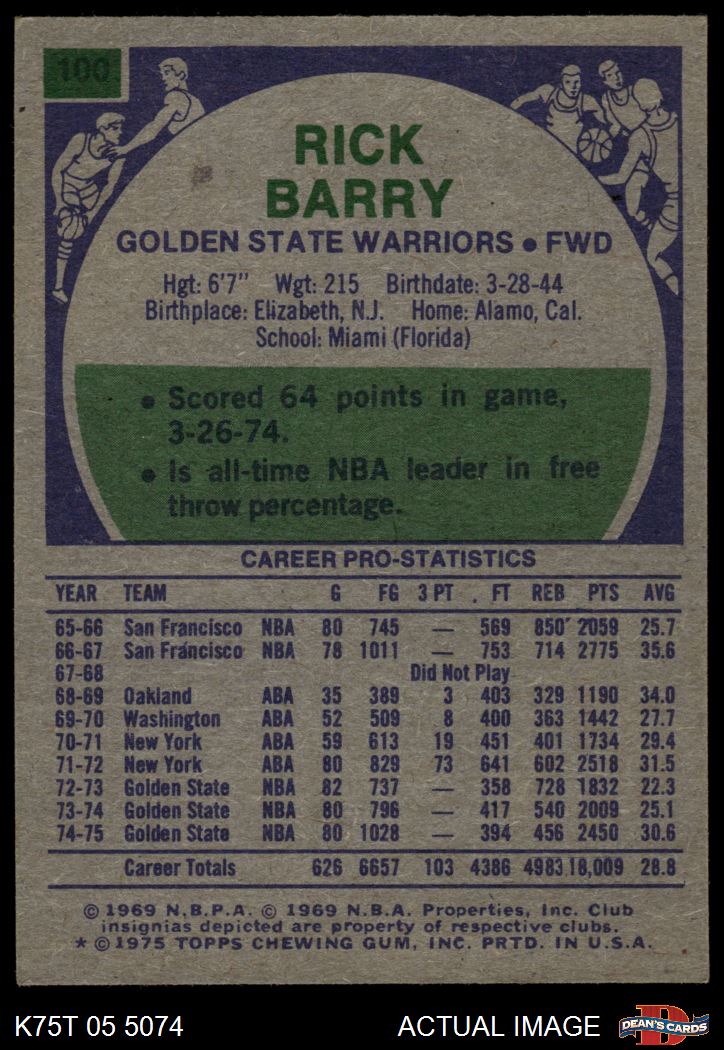 100
RICK
BARRY
GOLDEN STATE WARRIORS • FWD
Hgt: 6'7" Wgt: 215 Birthdate: 3-28-44
Birthplace: Elizabeth, N.J. Home: Alamo, Cal.
School: Miami (Florida)
• Scored 64 points in game,
3-26-74.
• Is all-time NBA leader in free
throw percentage.
CAREER PRO-STATISTICS
YEAR TEAM G FG 3 PT . FT REB PTS AVG
65-66 San Francisco NBA 80 745 — 569 850 2059 25.7
66-67 San Francisco NBA 78 1011 — 753 714 2775 35.6
67-68 Did Not Play
68-69 Oakland ABA 35 389 3 403 329 1190 34.0
69-70 Washington ABA 52 509 8 400 363 1442 27.7
70-71 New York ABA 59 613 19 451 401 1734 29.4
71-72 New York ABA 80 829 73 641 602 2518 31.5
72-73 Golden State NBA 82 737 — 358 728 1832 22.3
73-74 Golden State NBA 80 796 — 417 540 2009 25.1
74-75 Golden State NBA 80 1028 — 394 456 2450 30.6
Career Totals 626 6657 103 4386 4983 18,009 28.8
© 1969 N.B.P.A. © 1969 N.B.A. Properties, Inc. Club
insignias depicted are property of respective clubs.
* © 1975 TOPPS CHEWING GUM, INC. PRTD. IN U.S.A.
K75T 05 5074 ACTUAL IMAGE D DEAN'S CARDS